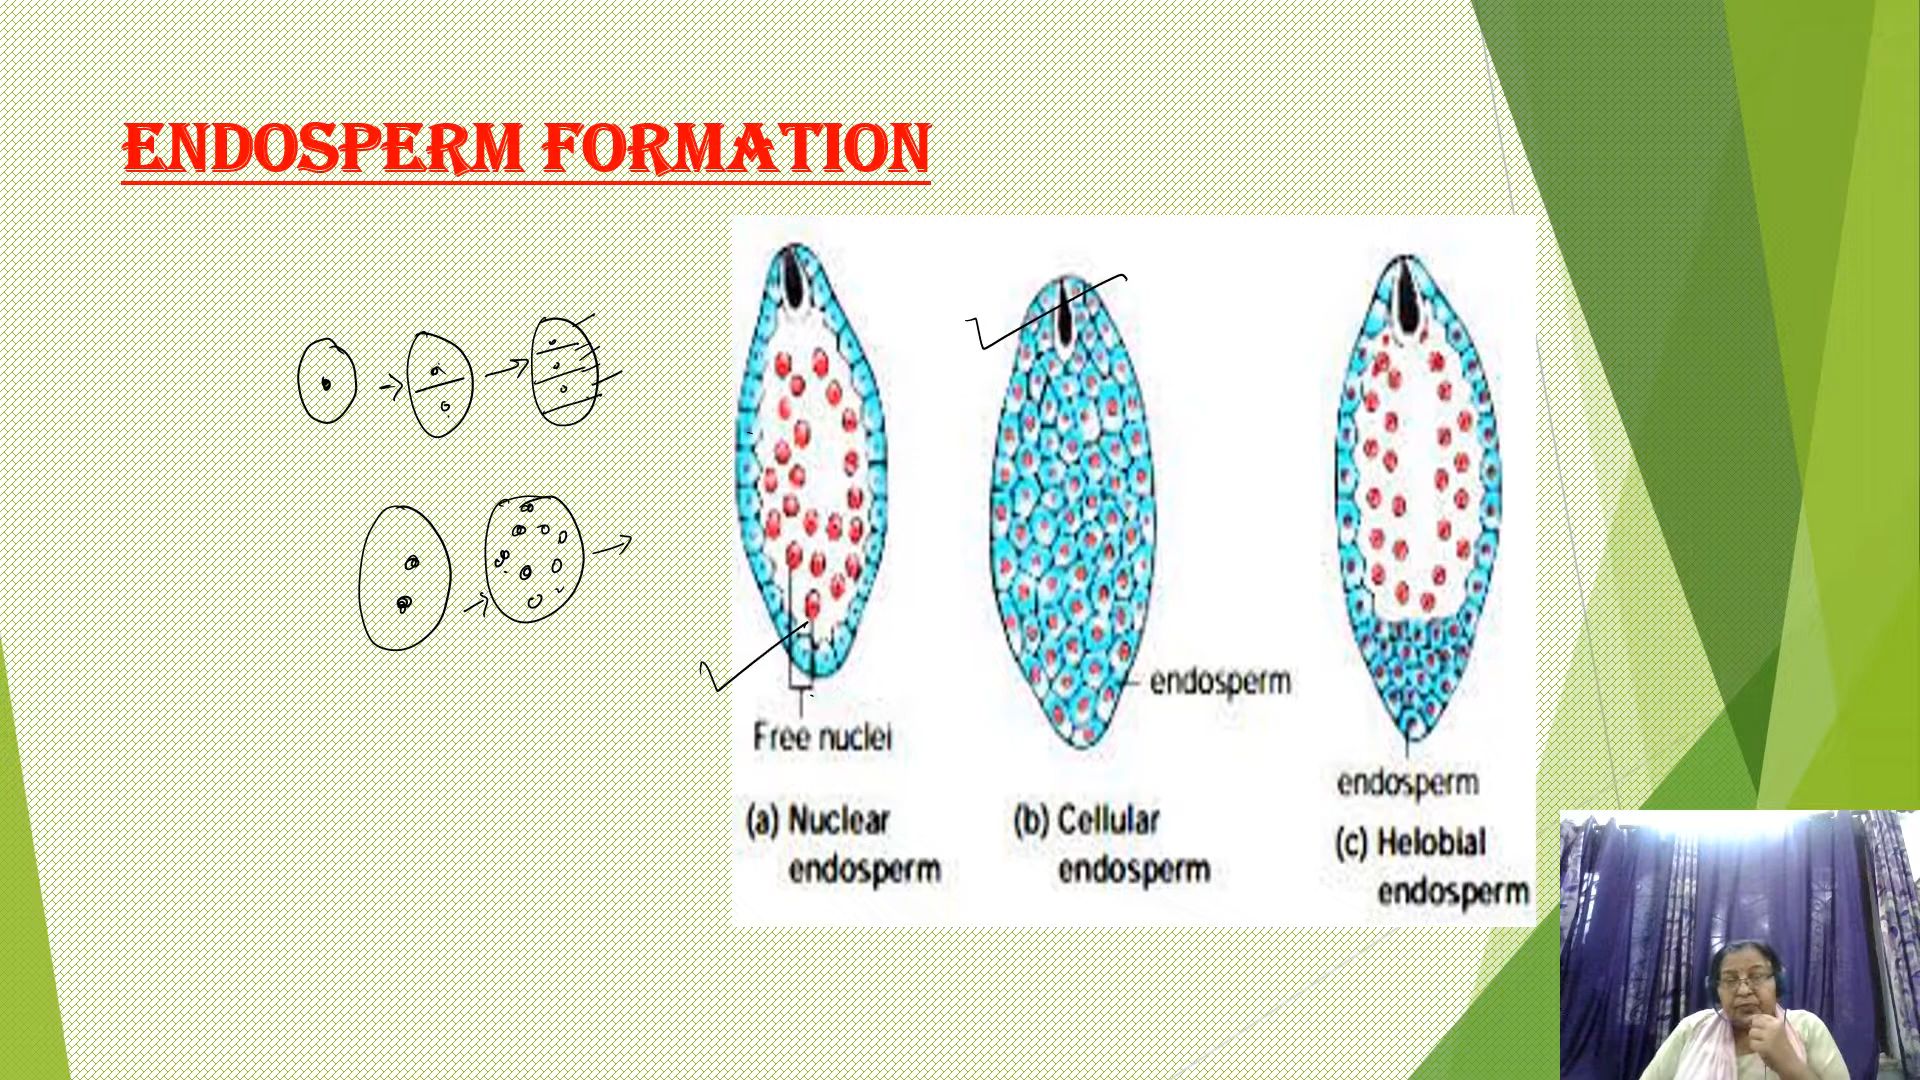 ENDOSPERM FORMATION
endosperm
Free nuclei
endosperm
(a) Nuclear
endosperm
(b) Cellular
endosperm
(c) Helobial
endosperm